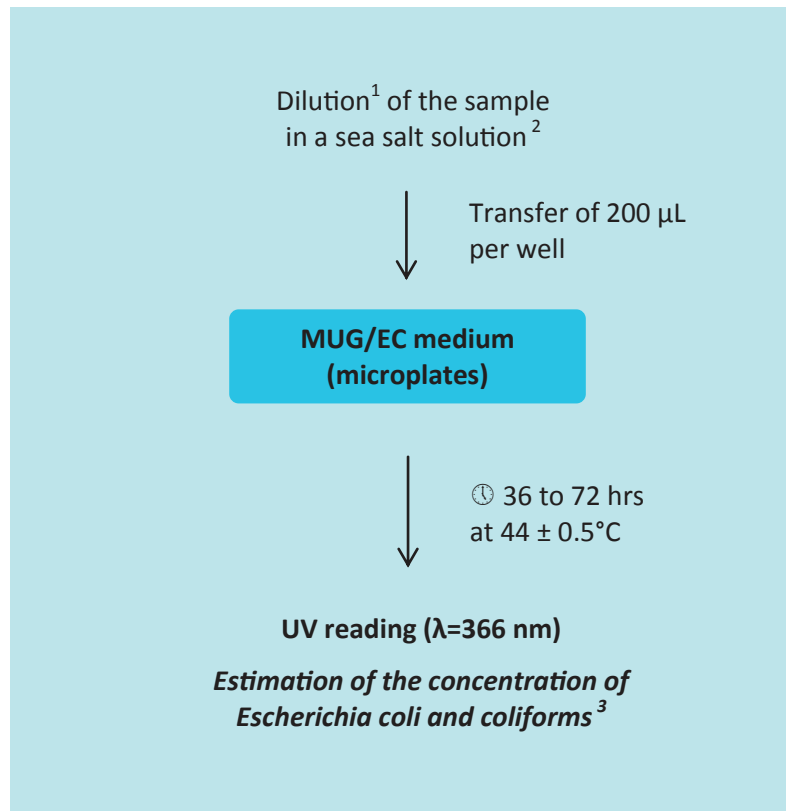 Dilution¹ of the sample
in a sea salt solution ²
Transfer of 200 µL
per well
MUG/EC medium
(microplates)
🕔 36 to 72 hrs
at 44 ± 0.5°C
UV reading (λ=366 nm)
Estimation of the concentration of
Escherichia coli and coliforms ³